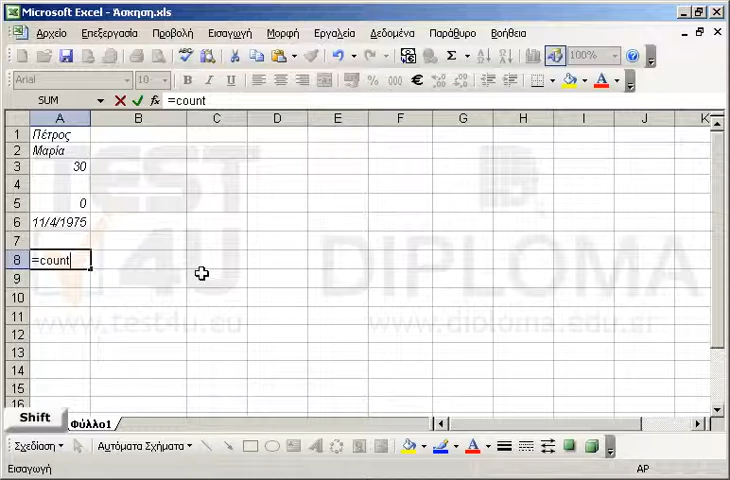 Microsoft Excel - Άσκηση.xls
Αρχείο Επεξεργασία Προβολή Εισαγωγή Μορφή Εργαλεία Δεδομένα Παράθυρο Βοήθεια
Σ 100%
Arial 10 B I U % 000 € A
SUM =count
A B C D E F G H I J K
1 Πέτρος
2 Μαρία
3 30
4
5 0
6 11/4/1975
7
8 =count
9
10
11
12
13
14
15
16
TEST
4U DIPLOMA
www.test4u.eu www.diploma.edu.gr
Shift
Φύλλο1
Σχεδίαση Αυτόματα Σχήματα A
Εισαγωγή AP